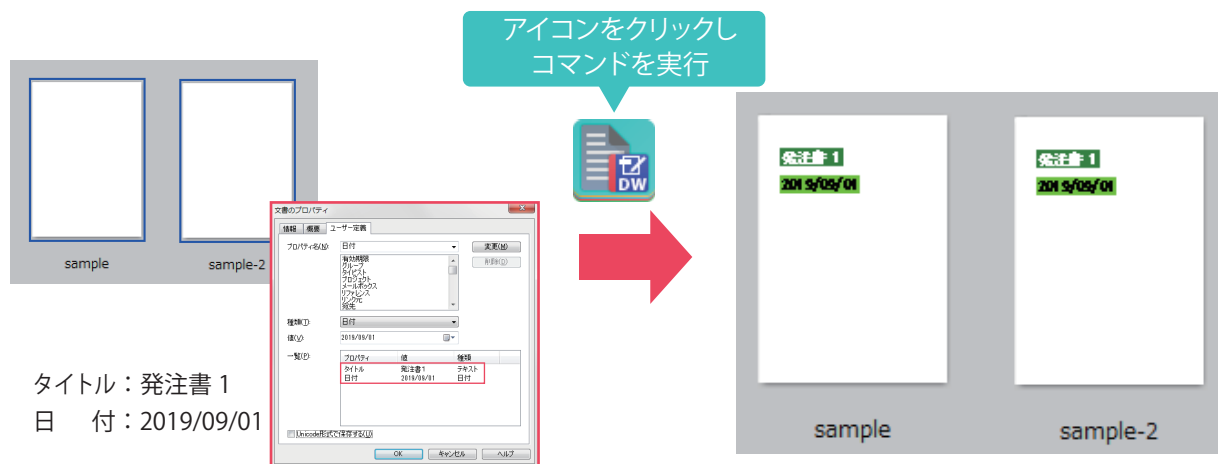 アイコンをクリックし
コマンドを実行
sample
sample-2
タイトル：発注書 1
日　付：2019/09/01
文書のプロパティ
情報 概要 ユーザー定義
プロパティ名(N): 日付 変更(M)
削除(D)
有効期限
グループ
タイピスト
プロジェクト
メールボックス
リファレンス
リンク元
宛先
種類(T): 日付
値(V): 2019/09/01
一覧(P):
プロパティ 値 種類
タイトル 発注書1 テキスト
日付 2019/09/01 日付
Unicode形式で保存する(U)
OK キャンセル ヘルプ
DW
発注書 1
2019/09/01
sample
発注書 1
2019/09/01
sample-2